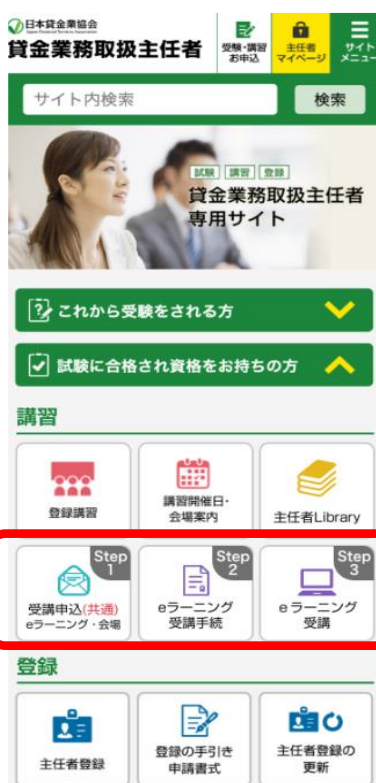 日本貸金業協会
貸金業務取扱主任者
受験・講習
お申込
主任者
マイページ
サイト
メニュー
サイト内検索
検索
試験 講習 登録
貸金業務取扱主任者
専用サイト
これから受験をされる方
試験に合格され資格をお持ちの方
講習
登録講習
講習開催日・
会場案内
主任者Library
Step
1
受講申込(共通)
eラーニング・会場
Step
2
eラーニング
受講手続
Step
3
eラーニング
受講
登録
主任者登録
登録の手引き
申請書式
主任者登録の
更新